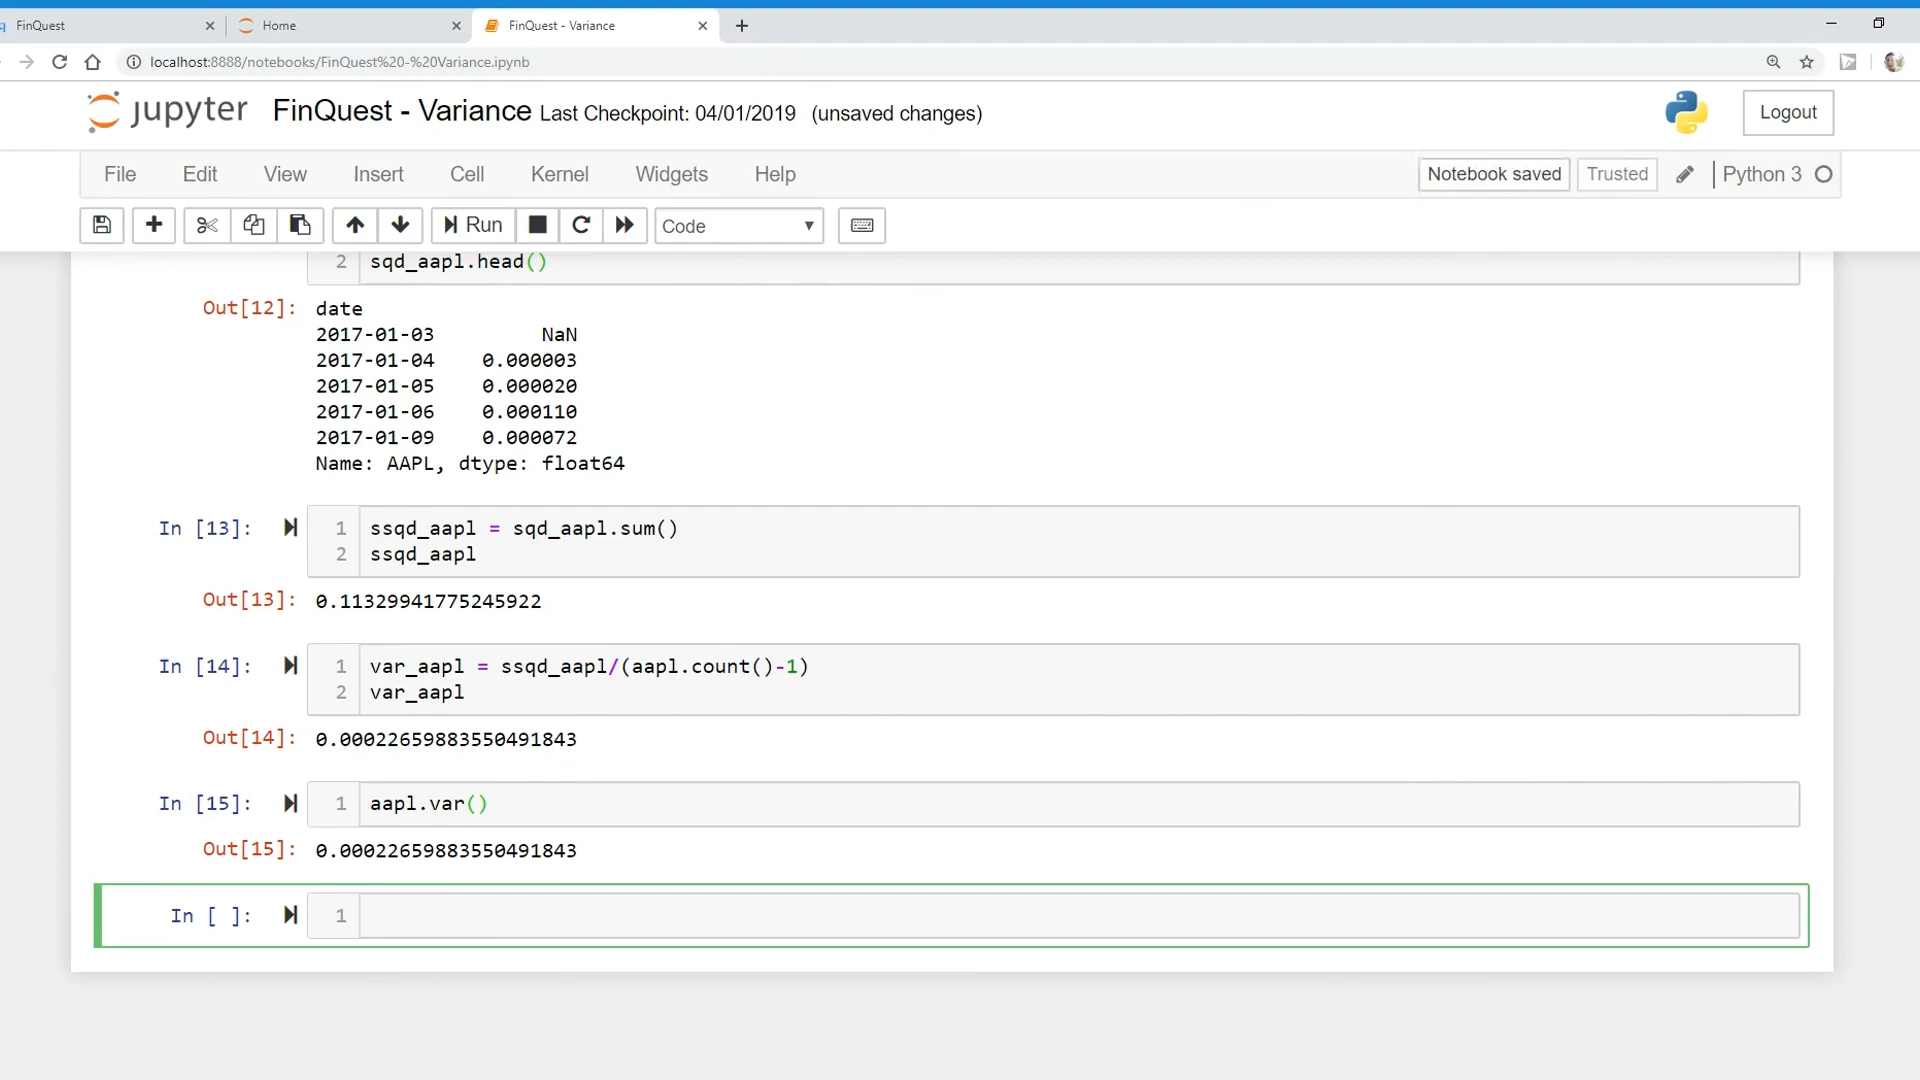 FinQuest
Home
FinQuest - Variance
localhost:8888/notebooks/FinQuest%20-%20Variance.ipynb
jupyter FinQuest - Variance Last Checkpoint: 04/01/2019 (unsaved changes)
Logout
File Edit View Insert Cell Kernel Widgets Help
Notebook saved
Trusted
Python 3
Run
Code
2 sqd_aapl.head()
Out[12]: date
2017-01-03 NaN
2017-01-04 0.000003
2017-01-05 0.000020
2017-01-06 0.000110
2017-01-09 0.000072
Name: AAPL, dtype: float64
In [13]: 1 ssqd_aapl = sqd_aapl.sum()
2 ssqd_aapl
Out[13]: 0.11329941775245922
In [14]: 1 var_aapl = ssqd_aapl/(aapl.count()-1)
2 var_aapl
Out[14]: 0.00022659883550491843
In [15]: 1 aapl.var()
Out[15]: 0.00022659883550491843
In [ ]: 1